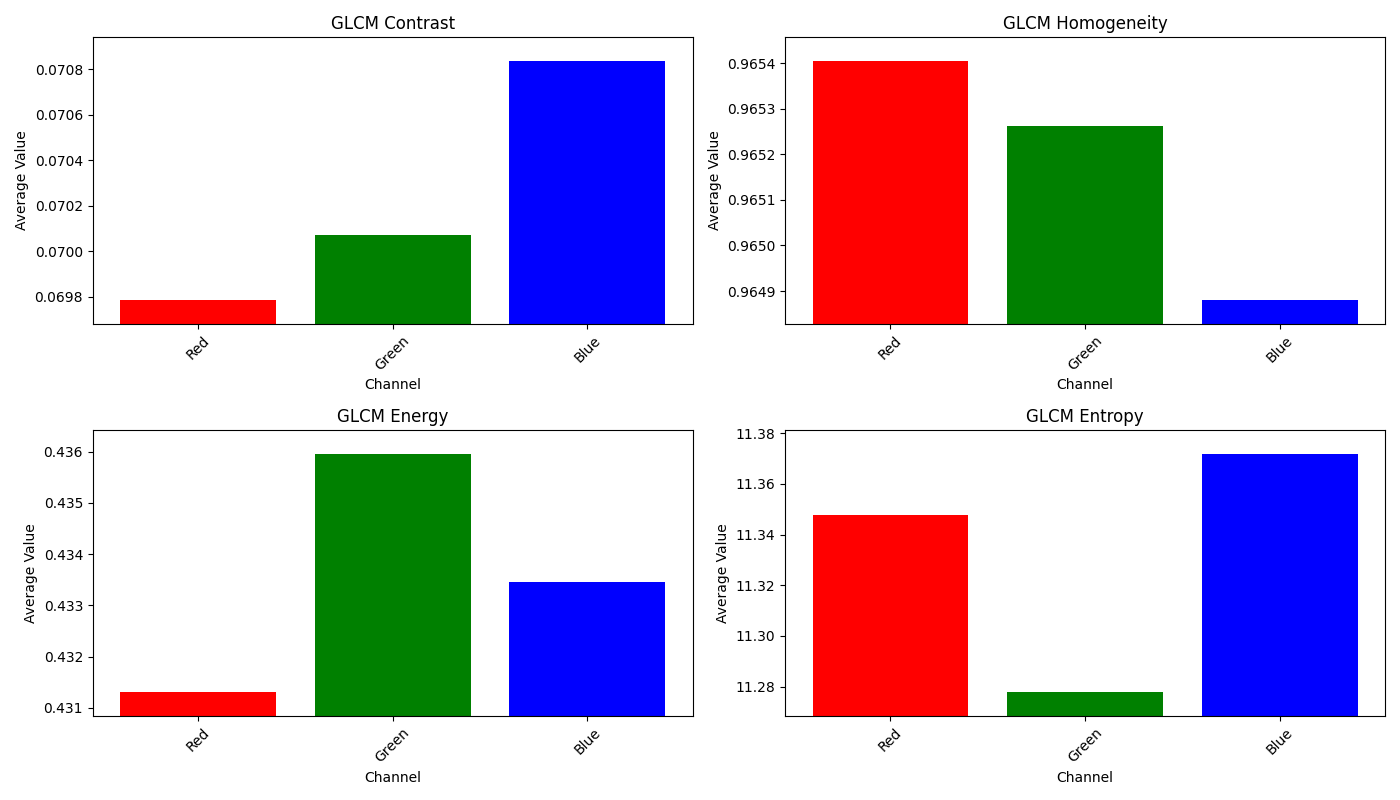 GLCM Contrast
Average Value
0.0708
0.0706
0.0704
0.0702
0.0700
0.0698
Red
Green
Blue
Channel
GLCM Homogeneity
Average Value
0.9654
0.9653
0.9652
0.9651
0.9650
0.9649
Red
Green
Blue
Channel
GLCM Energy
Average Value
0.436
0.435
0.434
0.433
0.432
0.431
Red
Green
Blue
Channel
GLCM Entropy
Average Value
11.38
11.36
11.34
11.32
11.30
11.28
Red
Green
Blue
Channel